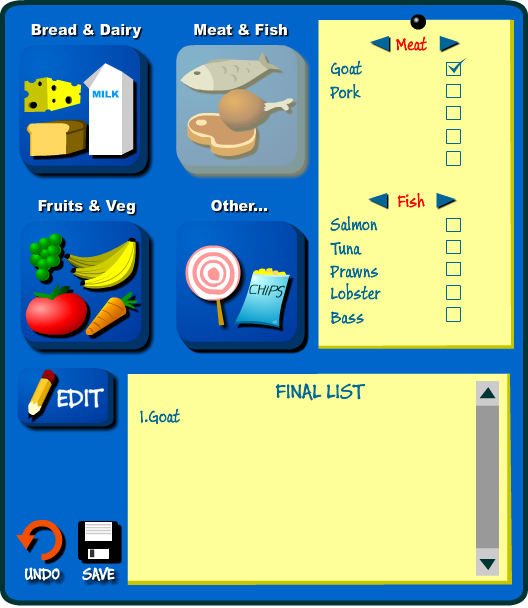 Bread & Dairy
Meat & Fish
MILK
Meat
Goat
Pork
Fruits & Veg
Other...
CHIPS
Fish
Salmon
Tuna
Prawns
Lobster
Bass
EDIT
FINAL LIST
1.Goat
UNDO
SAVE